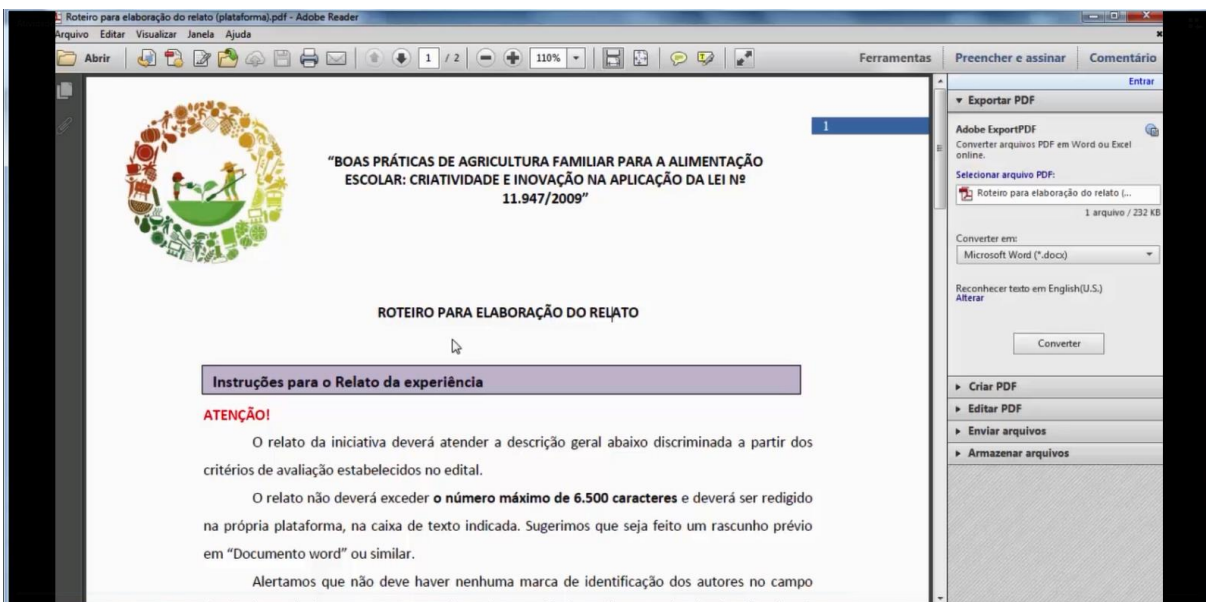 Roteiro para elaboração do relato (plataforma).pdf - Adobe Reader
Arquivo Editar Visualizar Janela Ajuda
Abrir 1 / 2 110% Ferramentas Preencher e assinar Comentário
Entrar
Exportar PDF
Adobe ExportPDF
Converter arquivos PDF em Word ou Excel
online.
Selecionar arquivo PDF:
Roteiro para elaboração do relato (...
1 arquivo / 232 KB
Converter em:
Microsoft Word (*.docx)
Reconhecer texto em English(U.S.)
Alterar
Converter
Criar PDF
Editar PDF
Enviar arquivos
Armazenar arquivos
1
“BOAS PRÁTICAS DE AGRICULTURA FAMILIAR PARA A ALIMENTAÇÃO
ESCOLAR: CRIATIVIDADE E INOVAÇÃO NA APLICAÇÃO DA LEI Nº
11.947/2009”
ROTEIRO PARA ELABORAÇÃO DO RELATO
Instruções para o Relato da experiência
ATENÇÃO!
O relato da iniciativa deverá atender a descrição geral abaixo discriminada a partir dos
critérios de avaliação estabelecidos no edital.
O relato não deverá exceder o número máximo de 6.500 caracteres e deverá ser redigido
na própria plataforma, na caixa de texto indicada. Sugerimos que seja feito um rascunho prévio
em “Documento word” ou similar.
Alertamos que não deve haver nenhuma marca de identificação dos autores no campo